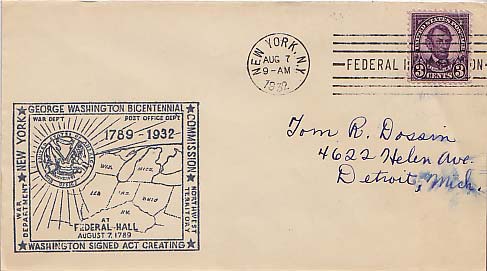 NEW YORK, N.Y.
AUG 7
9-AM
1932
FEDERAL
UNITED STATES POSTAGE
3 CENTS 3
GEORGE WASHINGTON BICENTENNIAL
COMMISSION
WAR DEPT
POST OFFICE DEPT
1789-1932
NEW YORK
WAR DEPARTMENT
NORTHWEST TERRITORY
WIS.
MICH.
ILL.
IND.
OHIO
KY.
AT
FEDERAL-HALL
AUGUST 7, 1789
WASHINGTON SIGNED ACT CREATING
Tom R. Dossin
4622 Helen Ave.
Detroit, Mich.